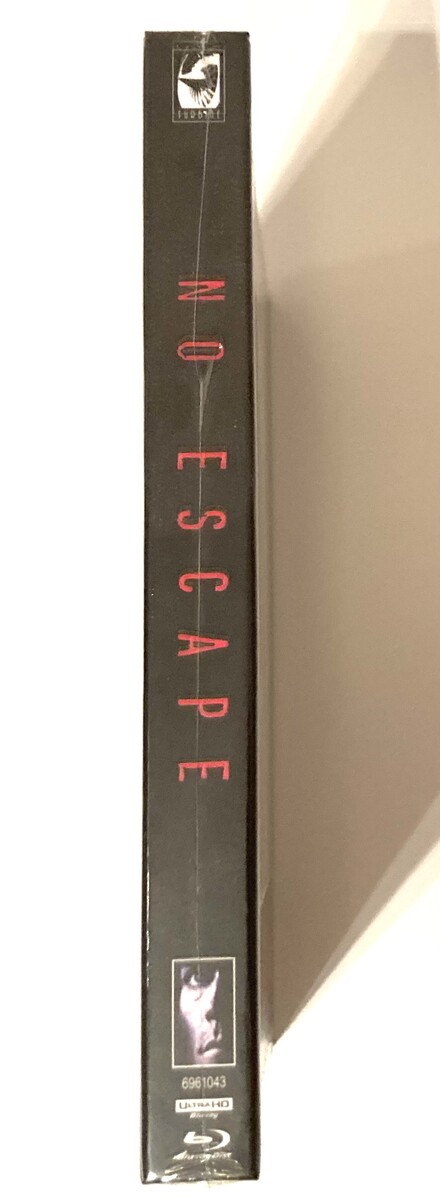 turbine
NO ESCAPE
6961043
ULTRA HD
Blu-ray
Blu-ray Disc